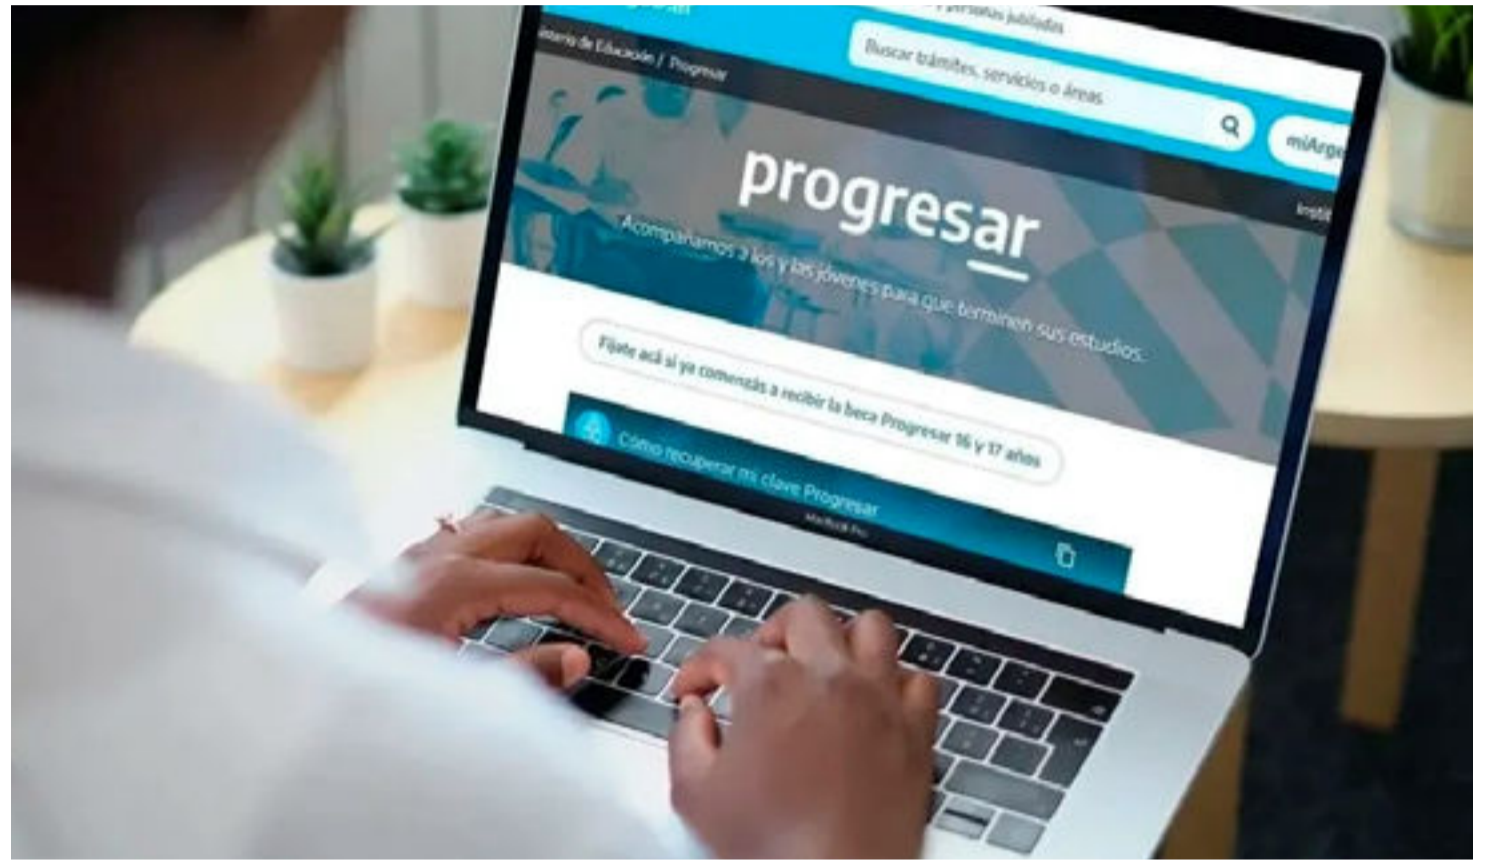 personas jubiladas
Buscar trámites, servicios o áreas
miArge
Ministerio de Educación / Progresar
Instit
progresar
Acompañamos a los y las jóvenes para que terminen sus estudios.
Fijate acá si ya comenzás a recibir la beca Progresar 16 y 17 años
Cómo recuperar mi clave Progresar
MacBook Pro